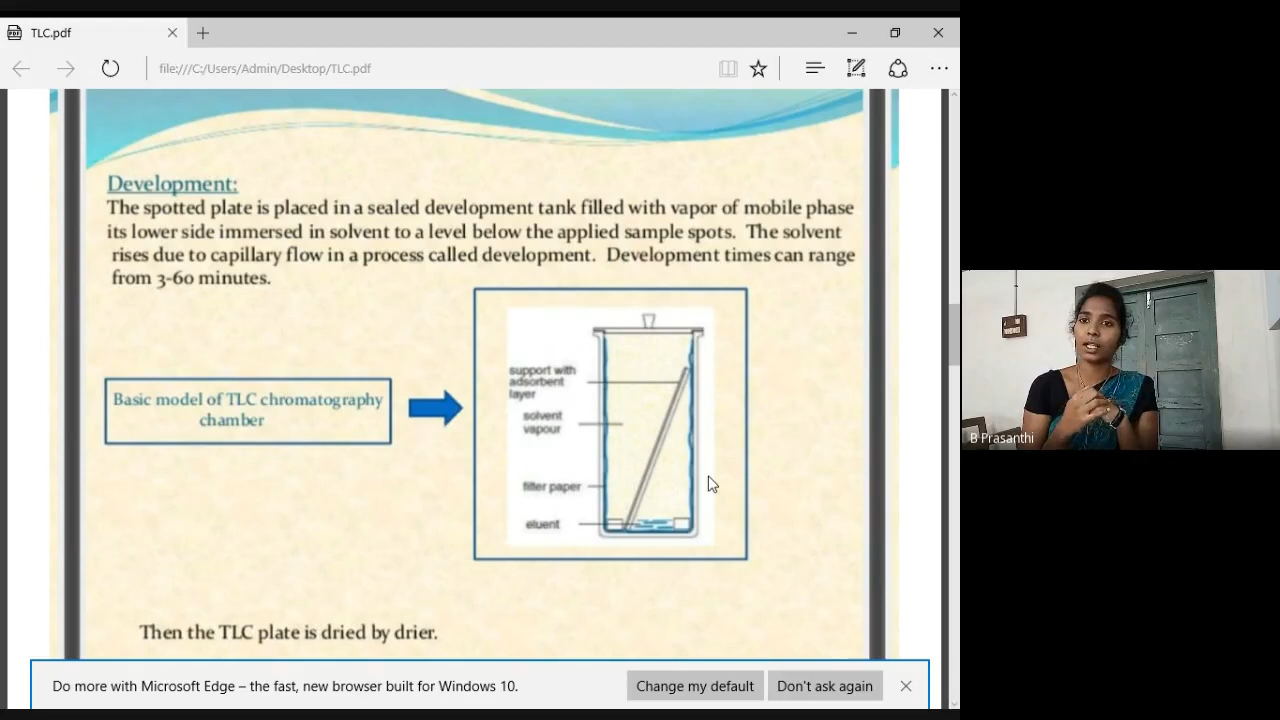 TLC.pdf
file:///C:/Users/Admin/Desktop/TLC.pdf
Development:
The spotted plate is placed in a sealed development tank filled with vapor of mobile phase
its lower side immersed in solvent to a level below the applied sample spots. The solvent
rises due to capillary flow in a process called development. Development times can range
from 3-60 minutes.
Basic model of TLC chromatography
chamber
support with
adsorbent
layer
solvent
vapour
filter paper
eluent
Then the TLC plate is dried by drier.
Do more with Microsoft Edge – the fast, new browser built for Windows 10.
Change my default
Don't ask again
B Prasanthi